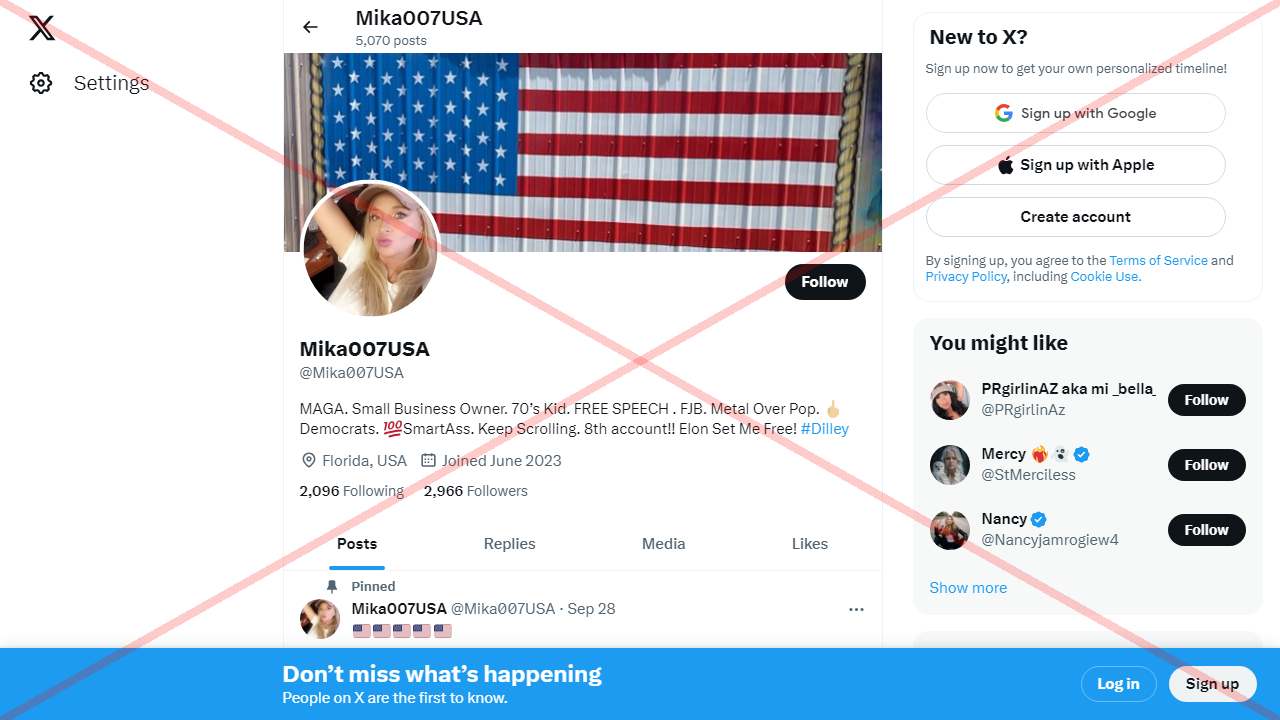 Mika007USA
5,070 posts
Settings
Follow
Mika007USA
@Mika007USA
MAGA. Small Business Owner. 70’s Kid. FREE SPEECH . FJB. Metal Over Pop. 🖕🏼
Democrats. 💯SmartAss. Keep Scrolling. 8th account!! Elon Set Me Free! #Dilley
Florida, USA Joined June 2023
2,096 Following 2,966 Followers
Posts Replies Media Likes
Pinned
Mika007USA @Mika007USA · Sep 28
🇺🇸🇺🇸🇺🇸🇺🇸🇺🇸
New to X?
Sign up now to get your own personalized timeline!
Sign up with Google
Sign up with Apple
Create account
By signing up, you agree to the Terms of Service and
Privacy Policy, including Cookie Use.
You might like
PRgirlinAZ aka mi _bella_
@PRgirlinAz
Follow
Mercy ❤️‍🔥👻
@StMerciless
Follow
Nancy
@Nancyjamrogiew4
Follow
Show more
Don’t miss what’s happening
People on X are the first to know.
Log in
Sign up